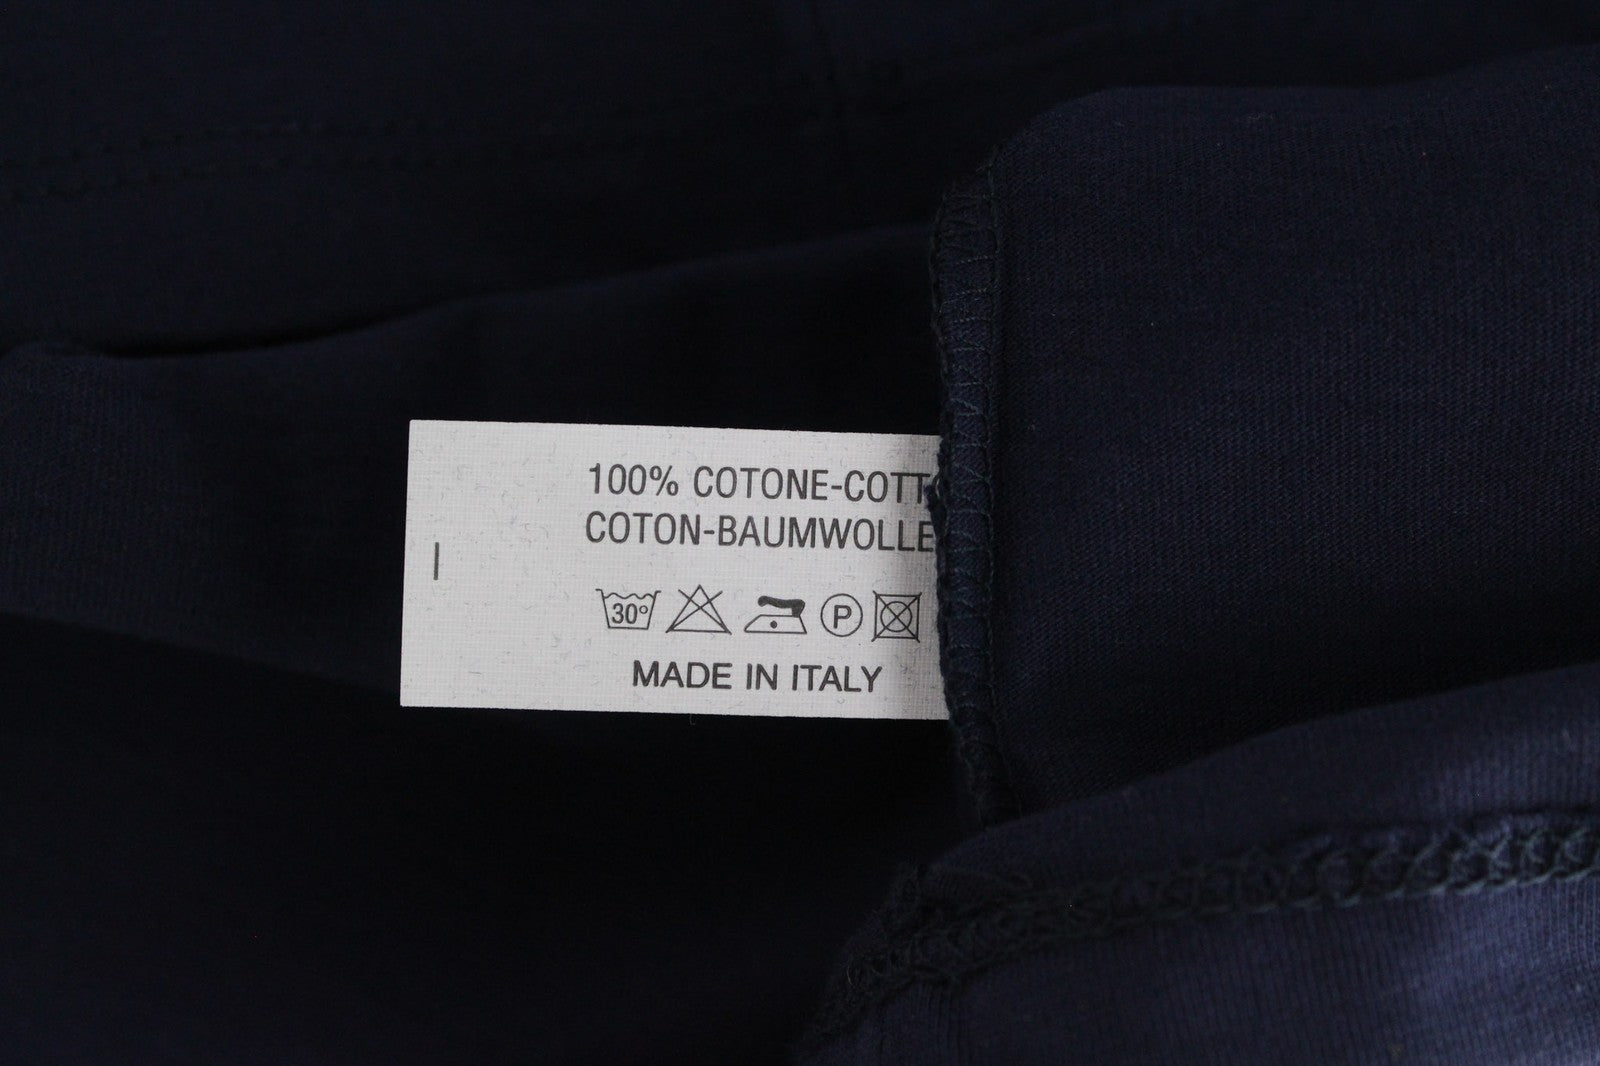 100% COTONE-COTT
COTON-BAUMWOLLE
30° P
MADE IN ITALY